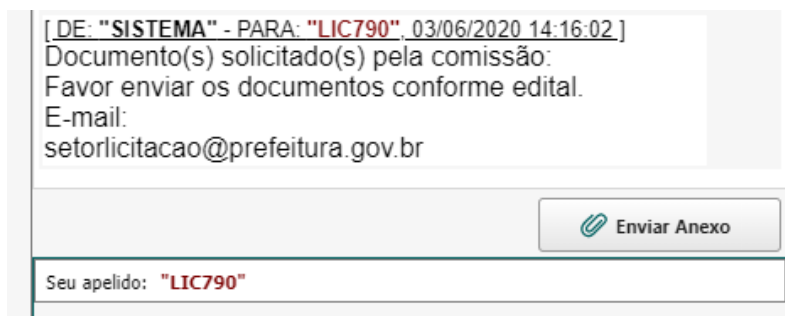 [ DE: "SISTEMA" - PARA: "LIC790", 03/06/2020 14:16:02 ]
Documento(s) solicitado(s) pela comissão:
Favor enviar os documentos conforme edital.
E-mail:
setorlicitacao@prefeitura.gov.br
Enviar Anexo
Seu apelido: "LIC790"